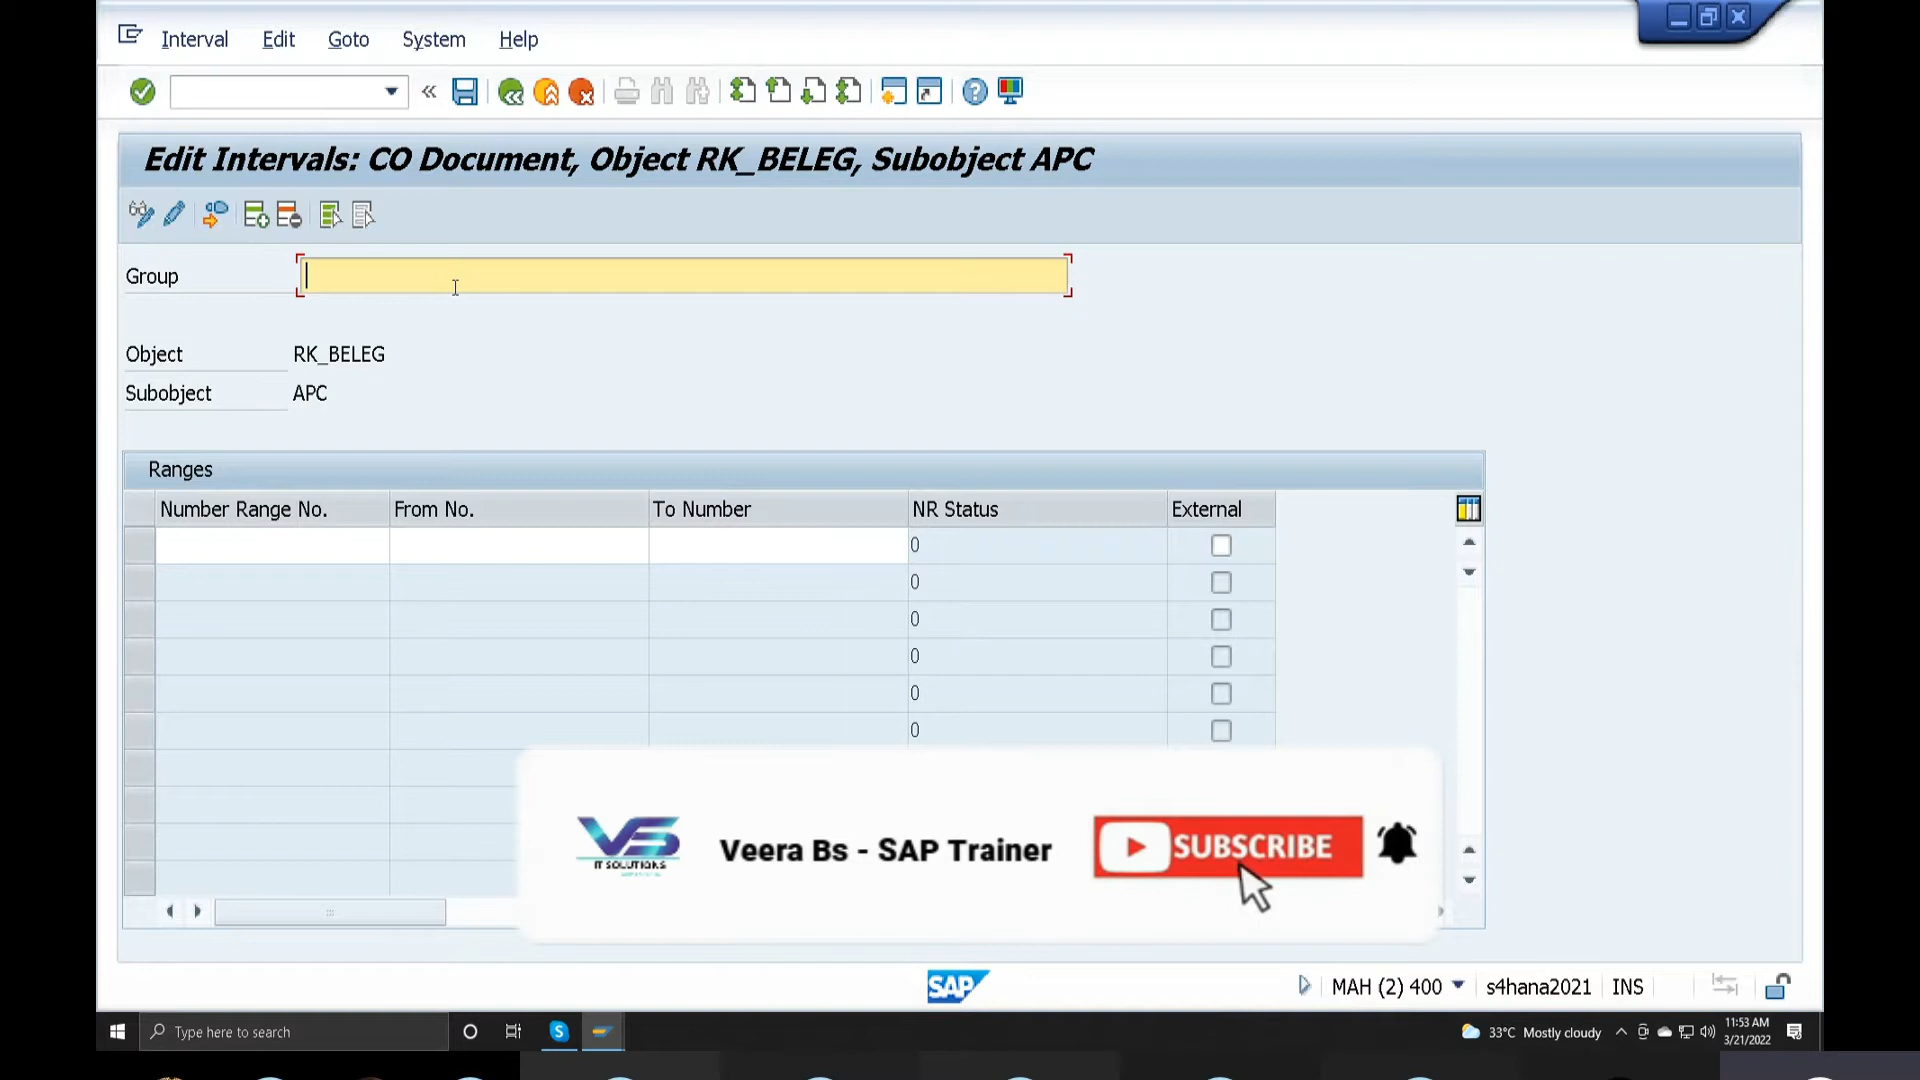 Interval Edit Goto System Help
Edit Intervals: CO Document, Object RK_BELEG, Subobject APC
Group
Object RK_BELEG
Subobject APC
Ranges
Number Range No. From No. To Number NR Status External
0
0
0
0
0
0
VS
IT SOLUTIONS
Veera Bs - SAP Trainer
SUBSCRIBE
SAP
MAH (2) 400 s4hana2021 INS
Type here to search
33°C Mostly cloudy
11:53 AM
3/21/2022